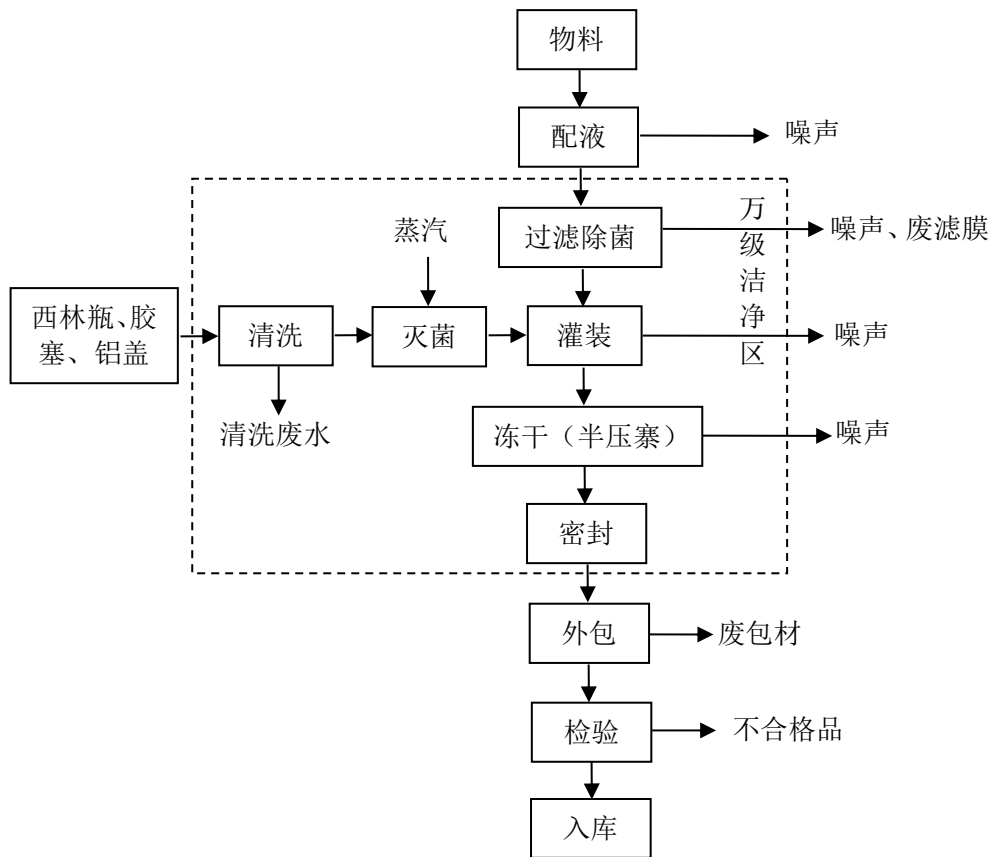 物料
配液
噪声
万级洁净区
过滤除菌
噪声、废滤膜
蒸汽
西林瓶、胶
塞、铝盖
清洗
灭菌
灌装
噪声
清洗废水
冻干（半压寨）
噪声
密封
外包
废包材
检验
不合格品
入库